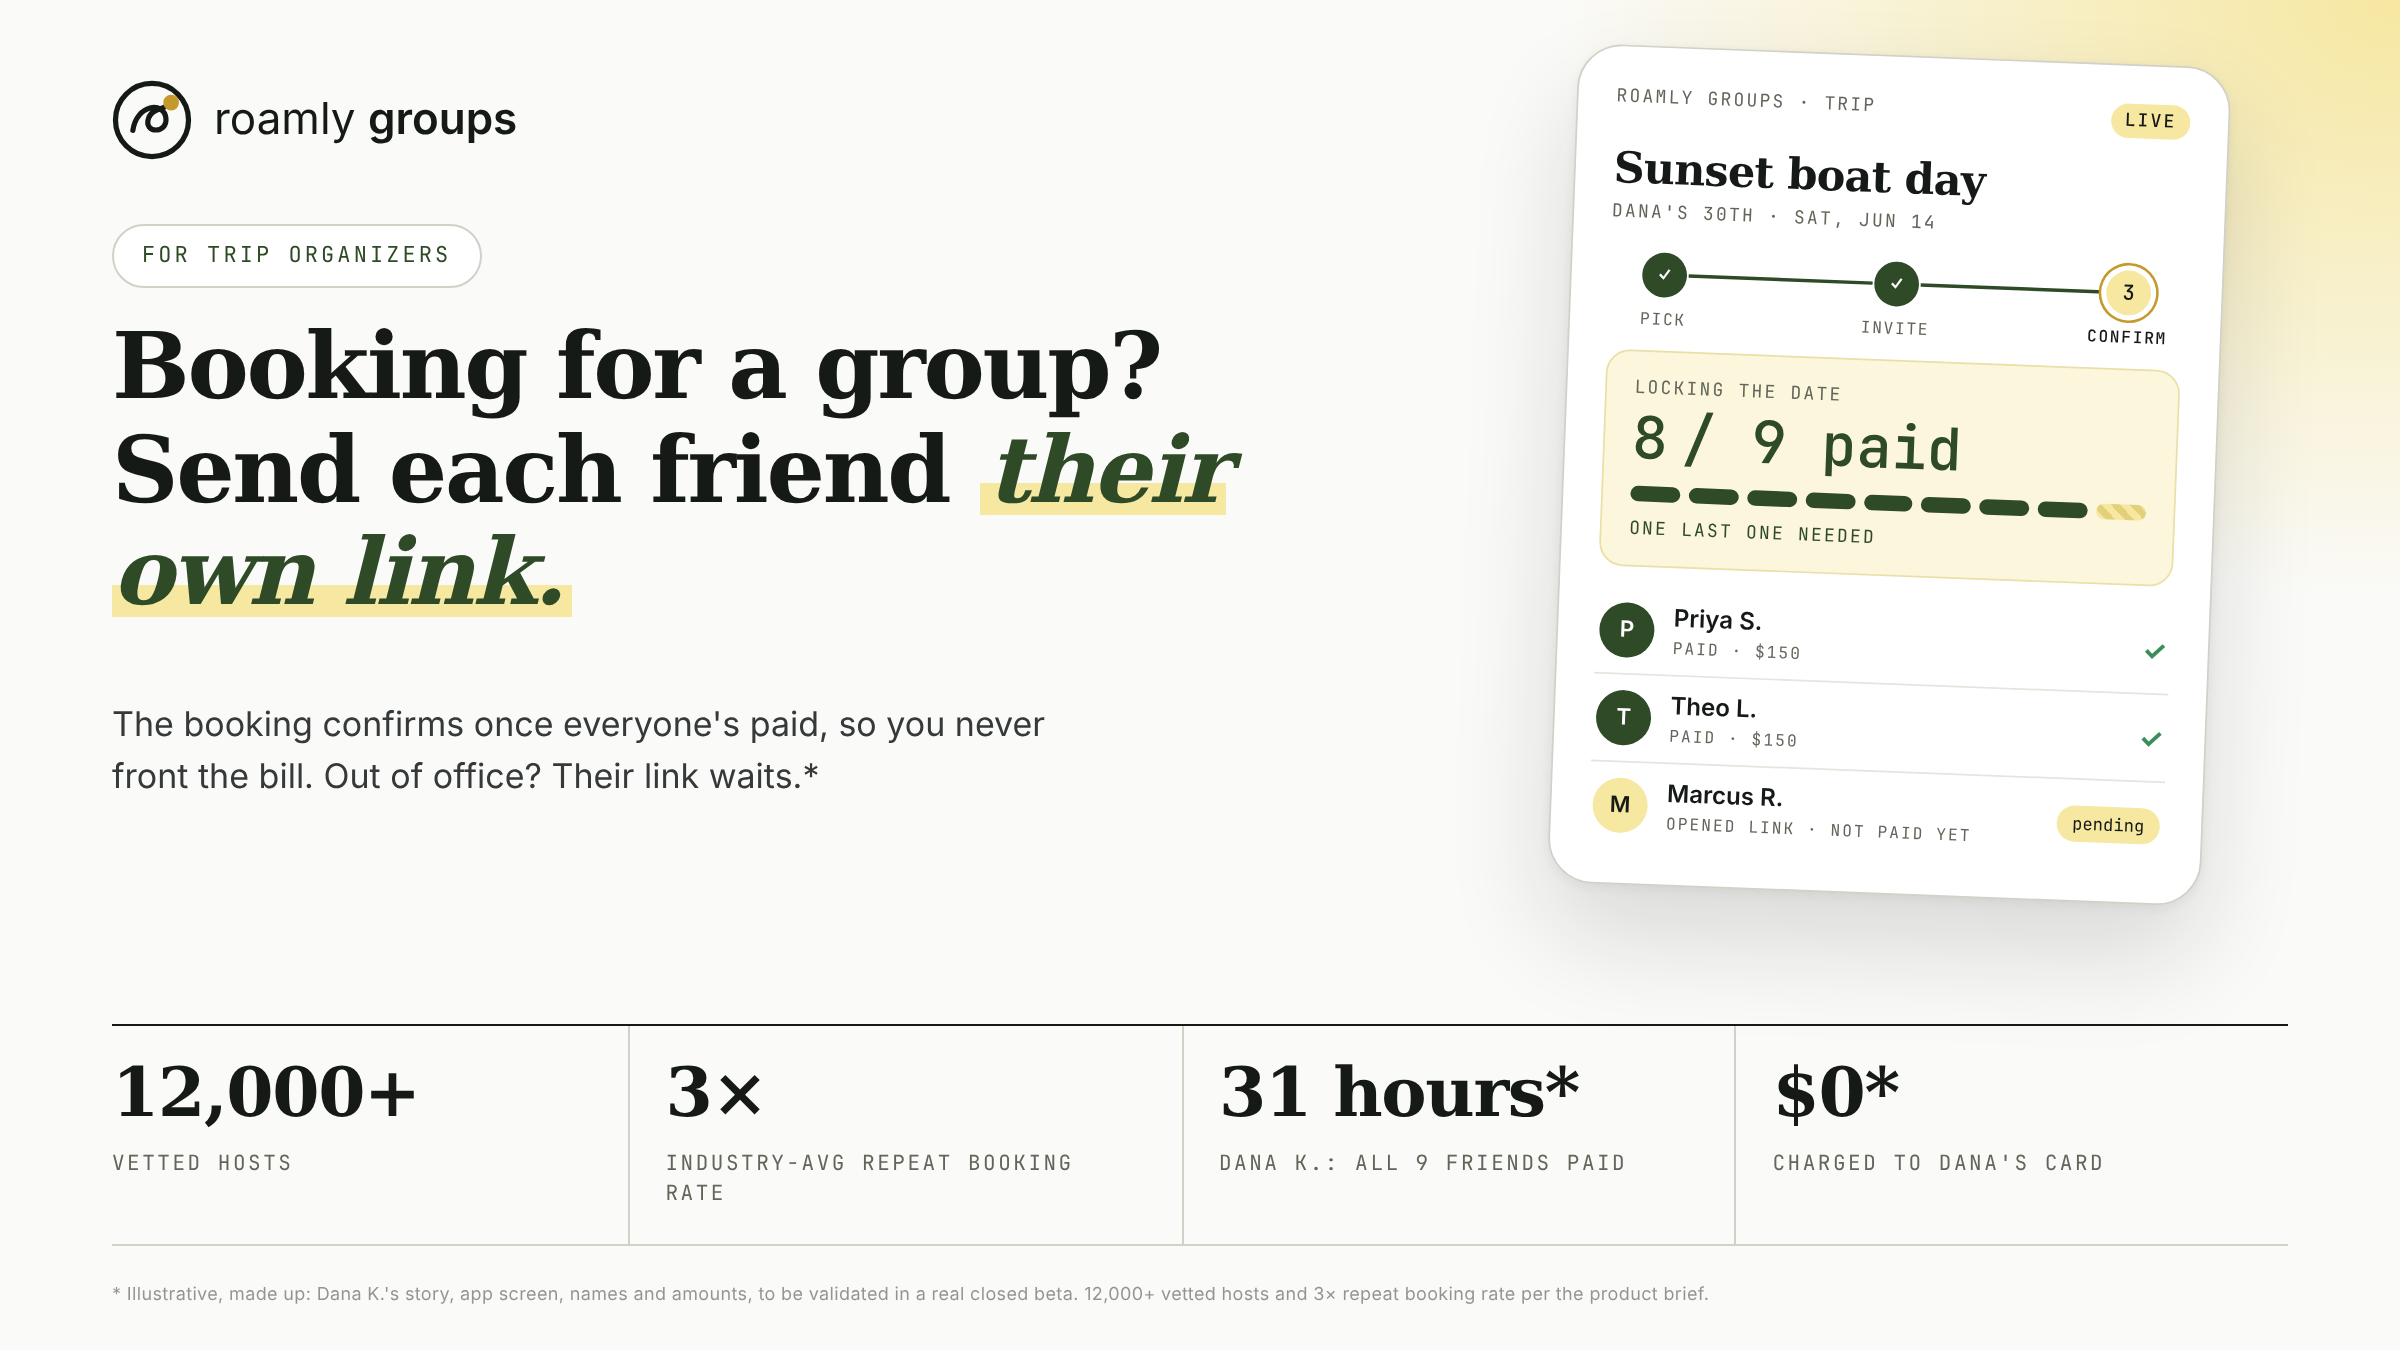 roamly groups
FOR TRIP ORGANIZERS
Booking for a group?
Send each friend their
own link.
The booking confirms once everyone's paid, so you never
front the bill. Out of office? Their link waits.*
ROAMLY GROUPS · TRIP
LIVE
Sunset boat day
DANA'S 30TH · SAT, JUN 14
3
PICK
INVITE
CONFIRM
LOCKING THE DATE
8 / 9 paid
ONE LAST ONE NEEDED
P
Priya S.
PAID · $150
T
Theo L.
PAID · $150
M
Marcus R.
OPENED LINK · NOT PAID YET
pending
12,000+
VETTED HOSTS
3×
INDUSTRY-AVG REPEAT BOOKING
RATE
31 hours*
DANA K.: ALL 9 FRIENDS PAID
$0*
CHARGED TO DANA'S CARD
* Illustrative, made up: Dana K.'s story, app screen, names and amounts, to be validated in a real closed beta. 12,000+ vetted hosts and 3× repeat booking rate per the product brief.